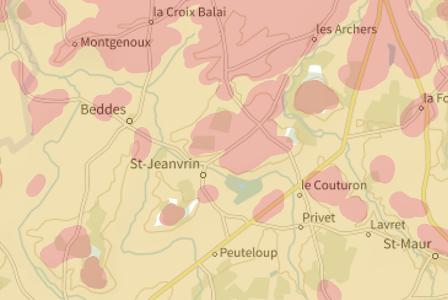 la Croix Balai
les Archers
Montgenoux
la Fo
Beddes
St-Jeanvrin
le Couturon
Privet
Lavret
St-Maur
Peuteloup